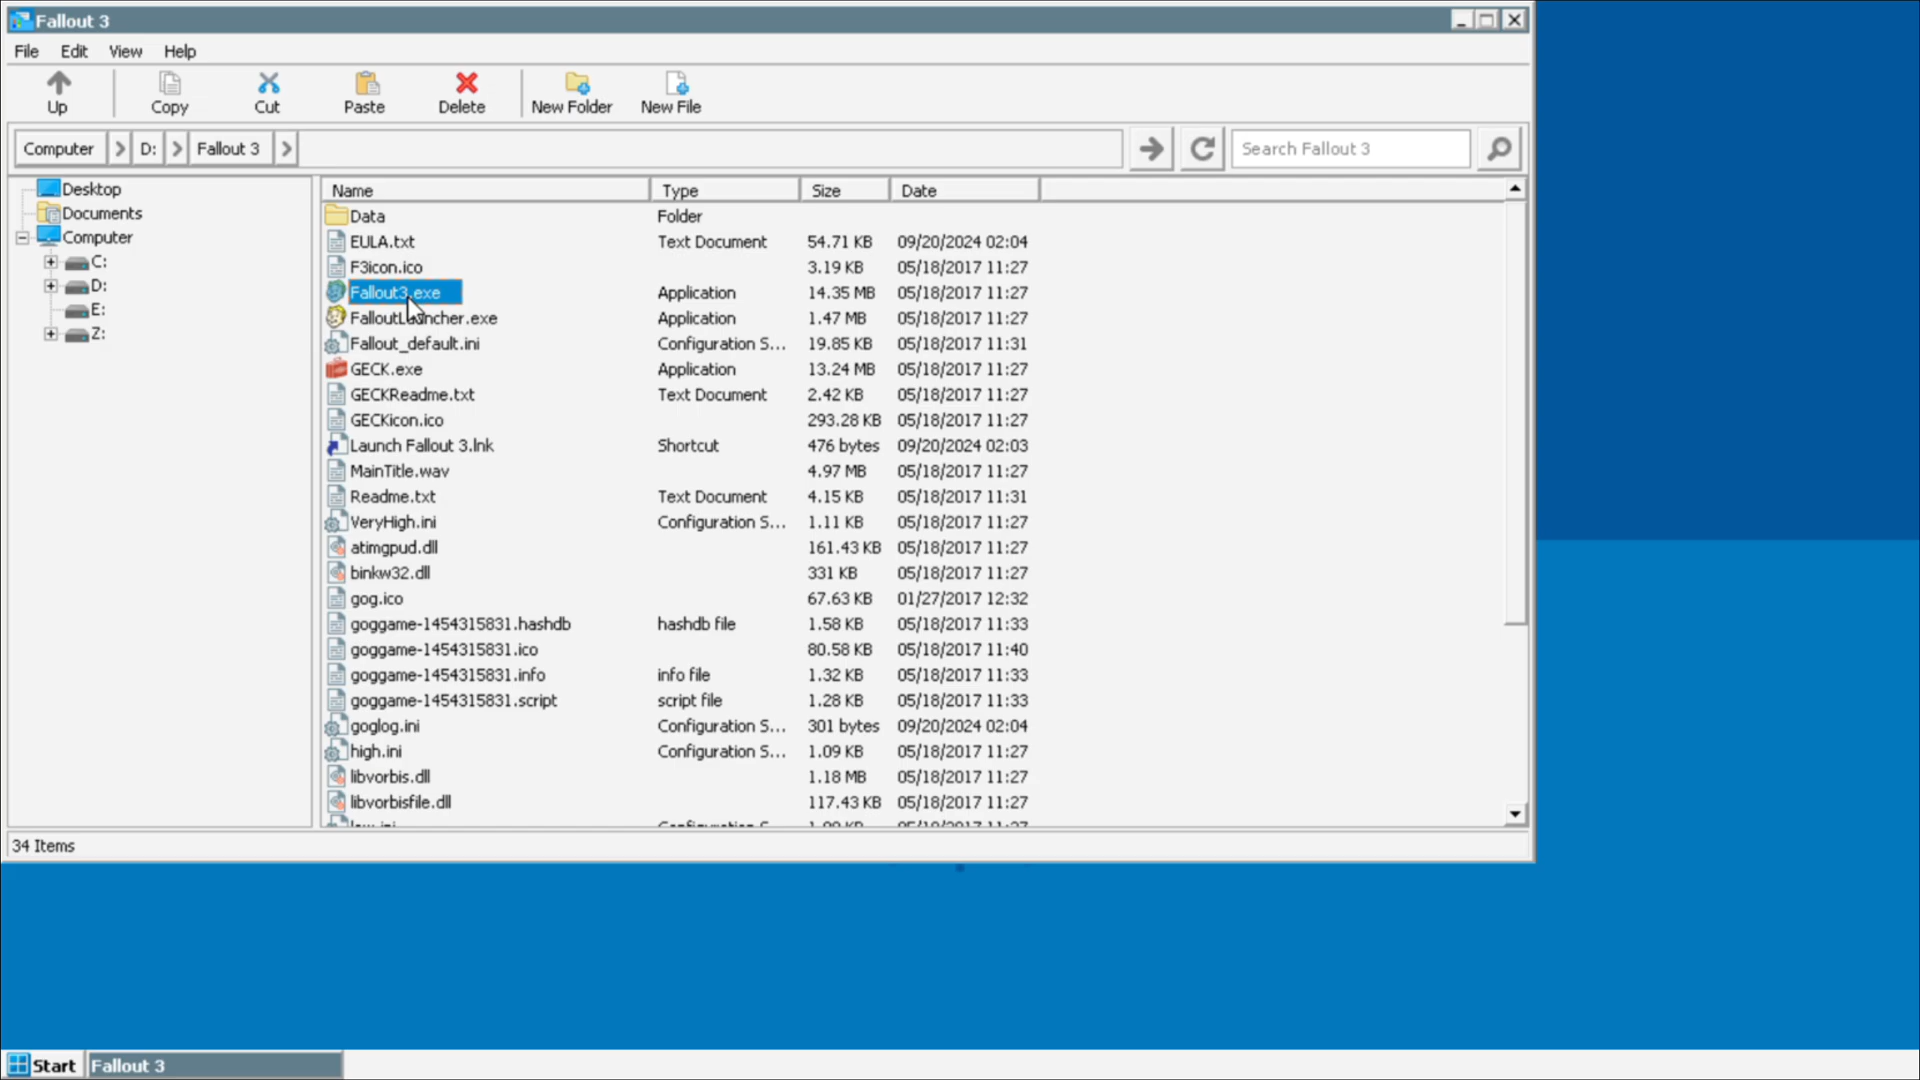 Fallout 3
File Edit View Help
Up Copy Cut Paste Delete New Folder New File
Computer D: Fallout 3 Search Fallout 3
Desktop
Documents
Computer
C:
D:
E:
Z:
Name Type Size Date
Data Folder
EULA.txt Text Document 54.71 KB 09/20/2024 02:04
F3icon.ico 3.19 KB 05/18/2017 11:27
Fallout3.exe Application 14.35 MB 05/18/2017 11:27
FalloutLauncher.exe Application 1.47 MB 05/18/2017 11:27
Fallout_default.ini Configuration S... 19.85 KB 05/18/2017 11:31
GECK.exe Application 13.24 MB 05/18/2017 11:27
GECKReadme.txt Text Document 2.42 KB 05/18/2017 11:27
GECKicon.ico 293.28 KB 05/18/2017 11:27
Launch Fallout 3.lnk Shortcut 476 bytes 09/20/2024 02:03
MainTitle.wav 4.97 MB 05/18/2017 11:27
Readme.txt Text Document 4.15 KB 05/18/2017 11:31
VeryHigh.ini Configuration S... 1.11 KB 05/18/2017 11:27
atimgpud.dll 161.43 KB 05/18/2017 11:27
binkw32.dll 331 KB 05/18/2017 11:27
gog.ico 67.63 KB 01/27/2017 12:32
goggame-1454315831.hashdb hashdb file 1.58 KB 05/18/2017 11:33
goggame-1454315831.ico 80.58 KB 05/18/2017 11:40
goggame-1454315831.info info file 1.32 KB 05/18/2017 11:33
goggame-1454315831.script script file 1.28 KB 05/18/2017 11:33
goglog.ini Configuration S... 301 bytes 09/20/2024 02:04
high.ini Configuration S... 1.09 KB 05/18/2017 11:27
libvorbis.dll 1.18 MB 05/18/2017 11:27
libvorbisfile.dll 117.43 KB 05/18/2017 11:27
34 Items
Start Fallout 3